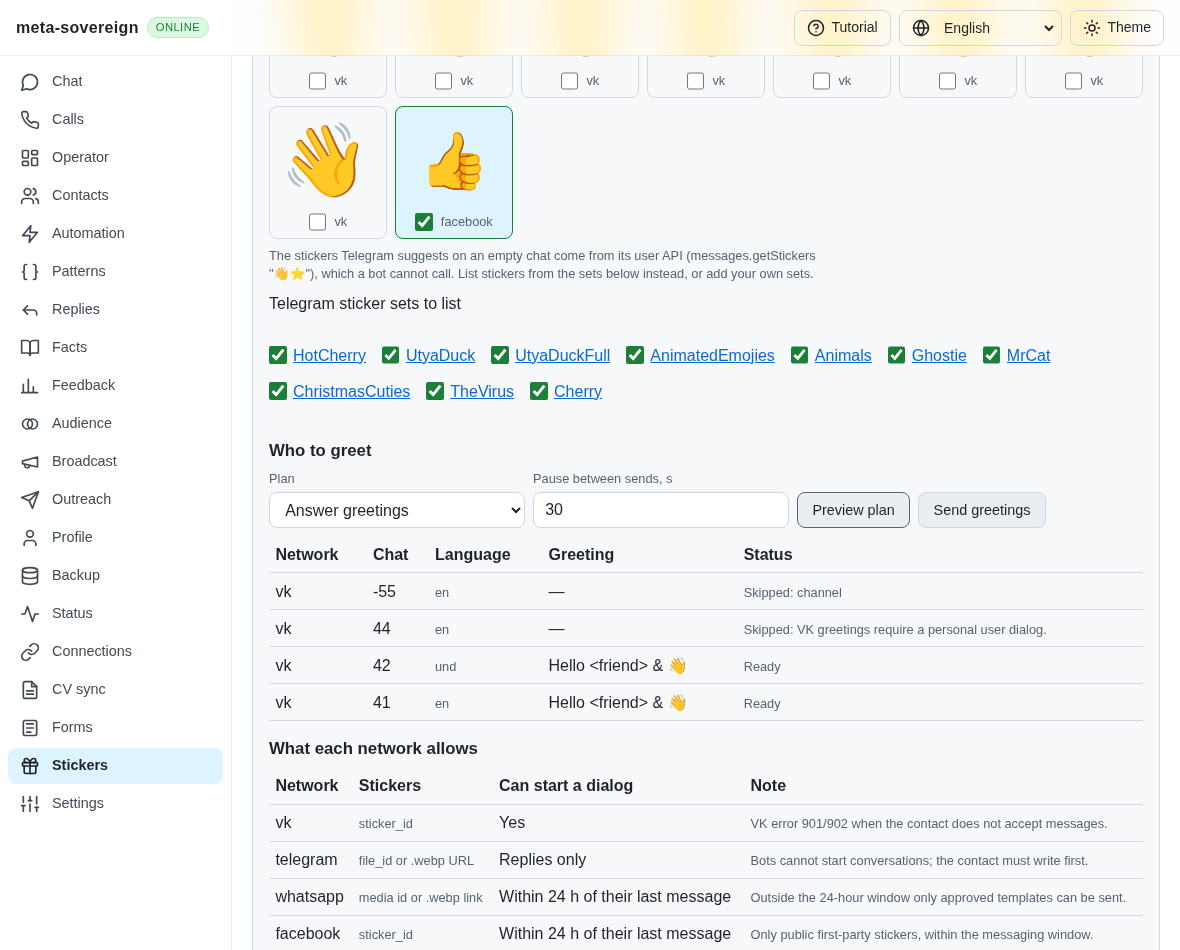 meta-sovereign ONLINE Tutorial English Theme
Chat
Calls
Operator
Contacts
Automation
Patterns
Replies
Facts
Feedback
Audience
Broadcast
Outreach
Profile
Backup
Status
Connections
CV sync
Forms
Stickers
Settings
vk vk vk vk vk vk vk
vk facebook
The stickers Telegram suggests on an empty chat come from its user API (messages.getStickers
"👋⭐"), which a bot cannot call. List stickers from the sets below instead, or add your own sets.
Telegram sticker sets to list
HotCherry UtyaDuck UtyaDuckFull AnimatedEmojies Animals Ghostie MrCat
ChristmasCuties TheVirus Cherry
Who to greet
Plan Pause between sends, s
Answer greetings 30 Preview plan Send greetings
Network Chat Language Greeting Status
vk -55 en — Skipped: channel
vk 44 en — Skipped: VK greetings require a personal user dialog.
vk 42 und Hello <friend> & 👋 Ready
vk 41 en Hello <friend> & 👋 Ready
What each network allows
Network Stickers Can start a dialog Note
vk sticker_id Yes VK error 901/902 when the contact does not accept messages.
telegram file_id or .webp URL Replies only Bots cannot start conversations; the contact must write first.
whatsapp media id or .webp link Within 24 h of their last message Outside the 24-hour window only approved templates can be sent.
facebook sticker_id Within 24 h of their last message Only public first-party stickers, within the messaging window.